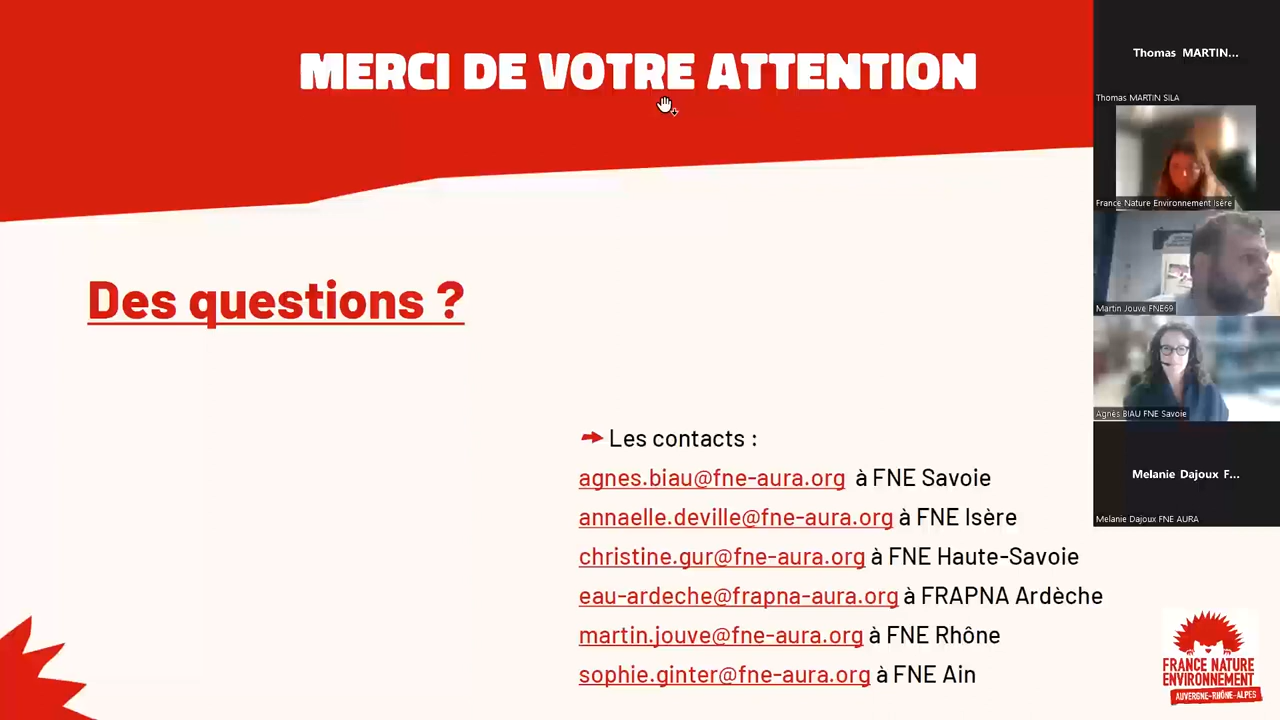 MERCI DE VOTRE ATTENTION
Des questions ?
Les contacts :
agnes.biau@fne-aura.org à FNE Savoie
annaelle.deville@fne-aura.org à FNE Isère
christine.gur@fne-aura.org à FNE Haute-Savoie
eau-ardeche@frapna-aura.org à FRAPNA Ardèche
martin.jouve@fne-aura.org à FNE Rhône
sophie.ginter@fne-aura.org à FNE Ain
FRANCE NATURE
ENVIRONNEMENT
AUVERGNE-RHÔNE-ALPES
Thomas MARTIN...
Thomas MARTIN SILA
France Nature Environnement Isère
Martin Jouve FNE69
Agnès BIAU FNE Savoie
Melanie Dajoux F...
Melanie Dajoux FNE AURA